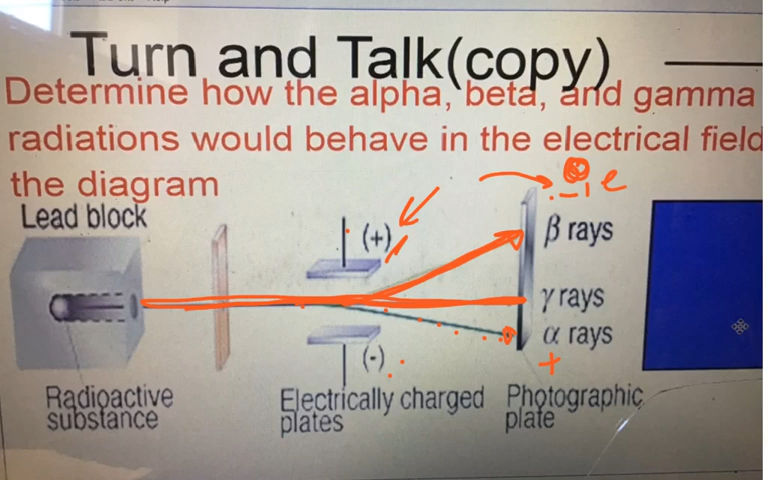 Turn and Talk(copy)
Determine how the alpha, beta, and gamma
radiations would behave in the electrical field
the diagram
Lead block
(+)
-1 e
β rays
γ rays
α rays
+
(-)
Radioactive
substance
Electrically charged
plates
Photographic
plate